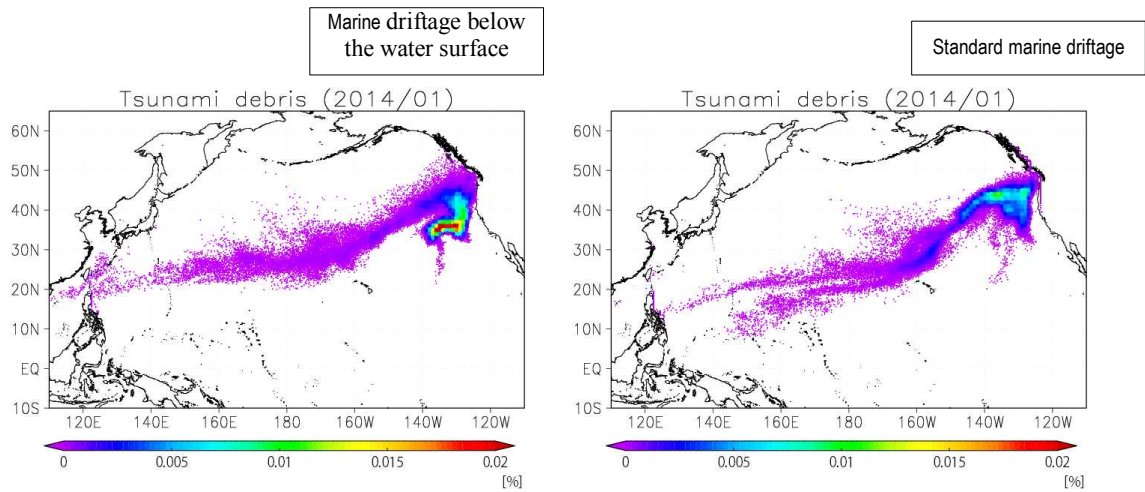 Marine driftage below
the water surface
Standard marine driftage
Tsunami debris (2014/01)
60N
50N
40N
30N
20N
10N
EQ
10S
120E 140E 160E 180 160W 140W 120W
0 0.005 0.01 0.015 0.02
[%]
Tsunami debris (2014/01)
60N
50N
40N
30N
20N
10N
EQ
10S
120E 140E 160E 180 160W 140W 120W
0 0.005 0.01 0.015 0.02
[%]